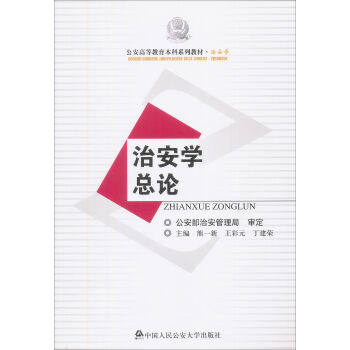 公安高等教育本科系列教材·治安学
治安学
总论
ZHIANXUE ZONGLUN
◎ 公安部治安管理局 审定
◎ 主编 熊一新 王彩元 丁建荣
中国人民公安大学出版社